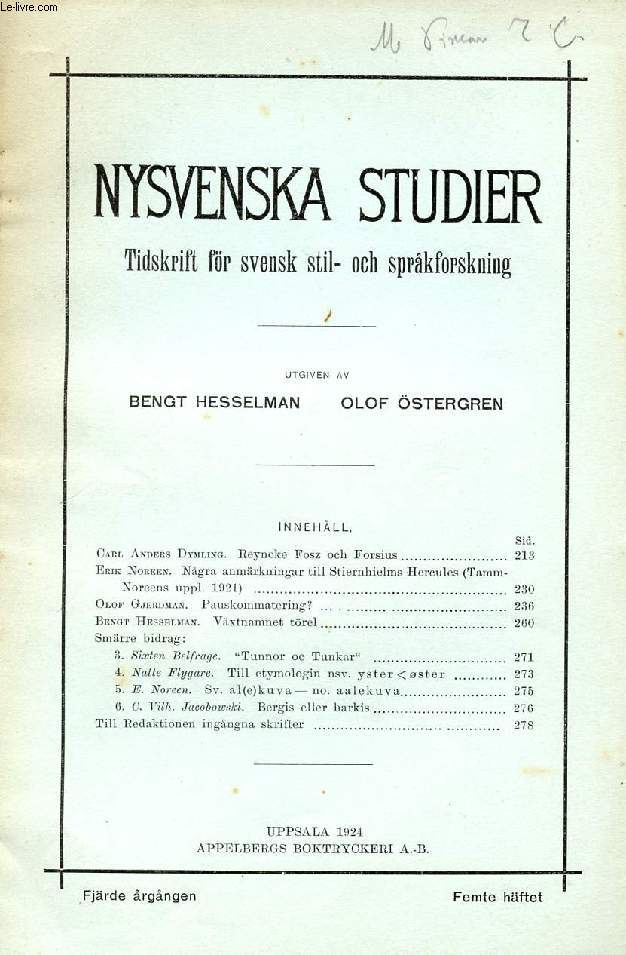 Le-livre.com
NYSVENSKA STUDIER
Tidskrift för svensk stil- och språkforskning
UTGIVEN AV
BENGT HESSELMAN OLOF ÖSTERGREN
INNEHÅLL.
Sid.
CARL ANDERS DYMLING. Reyncke Fosz och Forsius 213
ERIK NOREEN. Några anmärkningar till Stiernhielms Hercules (Tamm-
Noreens uppl. 1921) 230
OLOF GJERDMAN. Pauskommatering? 236
BENGT HESSELMAN. Växtnamnet törel 260
Smärre bidrag:
3. Sixten Belfrage. "Tunnor oc Tunkar" 271
4. Natte Flygare. Till etymologin nsv. yster < øster 273
5. E. Noreen. Sv. al(e)kuva — no. aalekuva 275
6. C. Vilh. Jacobowski. Bergis eller barkis 276
Till Redaktionen ingångna skrifter 278
UPPSALA 1924
APPELBERGS BOKTRYCKERI A.-B.
Fjärde årgången Femte häftet